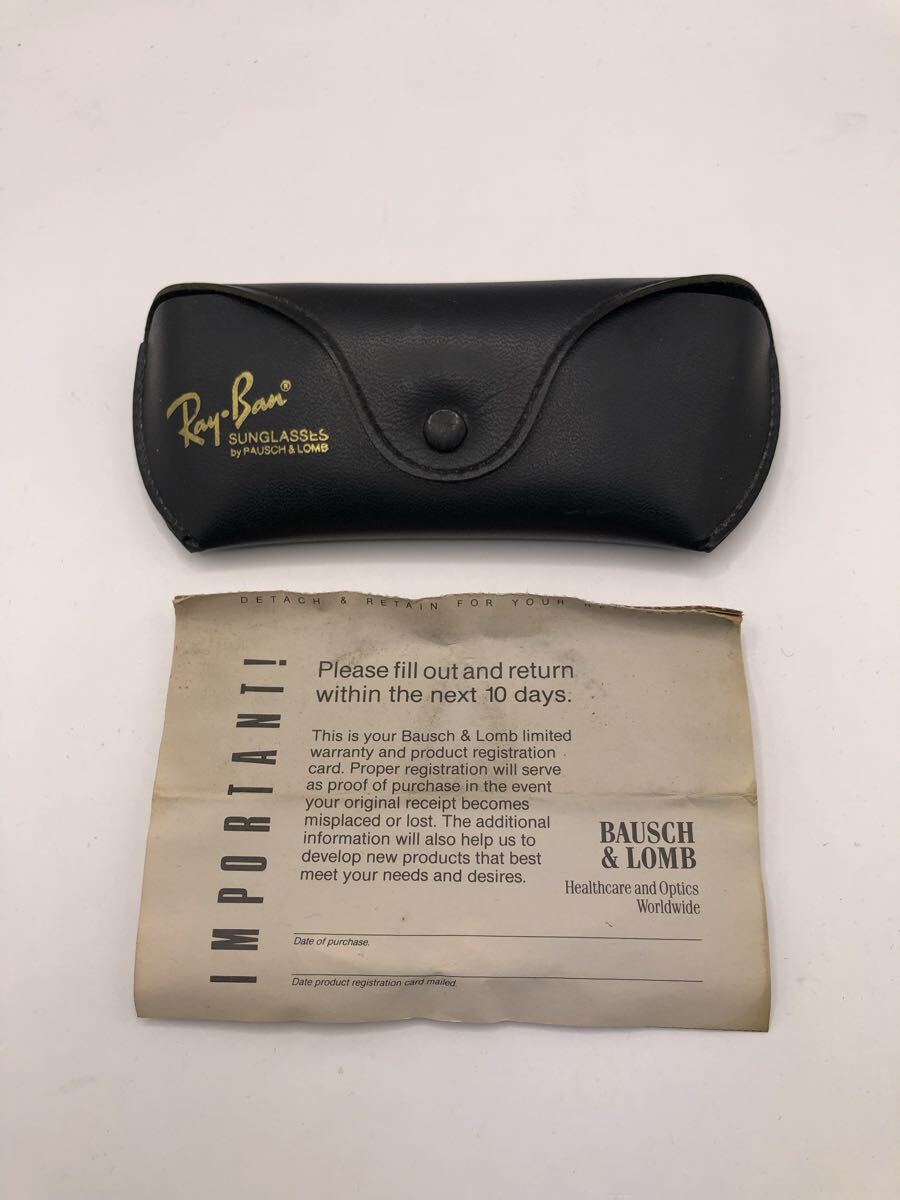 Ray-Ban®
SUNGLASSES
by BAUSCH & LOMB
DETACH & RETAIN FOR YOUR
IMPORTANT!
Please fill out and return
within the next 10 days.
This is your Bausch & Lomb limited
warranty and product registration
card. Proper registration will serve
as proof of purchase in the event
your original receipt becomes
misplaced or lost. The additional
information will also help us to
develop new products that best
meet your needs and desires.
BAUSCH
& LOMB
Healthcare and Optics
Worldwide
Date of purchase.
Date product registration card mailed.